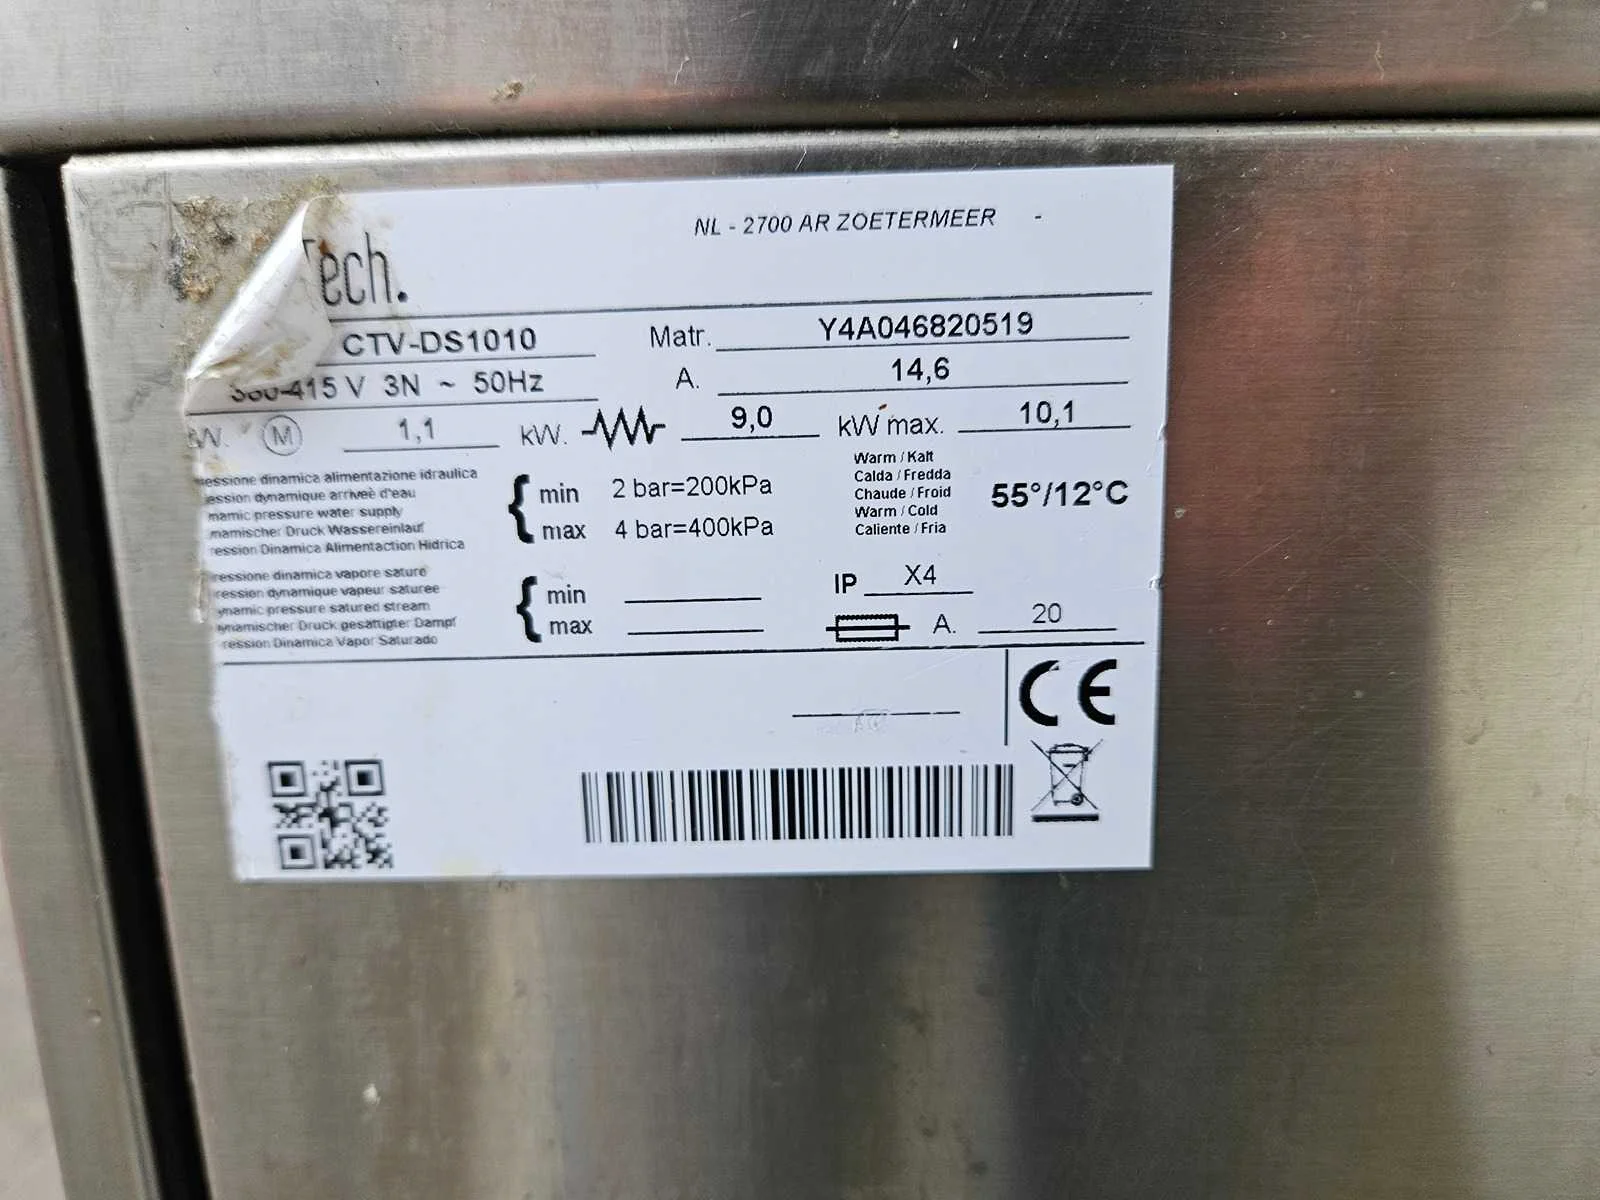 NL - 2700 AR ZOETERMEER -
Tech.
CTV-DS1010 Matr. Y4A046820519
380-415 V 3N ~ 50Hz A. 14,6
W. M 1,1 kW. 9,0 kW max. 10,1
essione dinamica alimentazione idraulica
ession dynamique arriveè d'eau
namic pressure water supply
namischer Druck Wassereinlauf
ression Dinamica Alimentaction Hidrica
min 2 bar=200kPa
max 4 bar=400kPa
Warm / Kalt
Calda / Fredda
Chaude / Froid
Warm / Cold
Caliente / Fria
55°/12°C
ressione dinamica vapore sature
ression dynamique vapeur saturee
ynamic pressure satured stream
ynamischer Druck gesättigter Dampf
ression Dinamica Vapor Saturado
min
max
IP X4
A. 20
CE